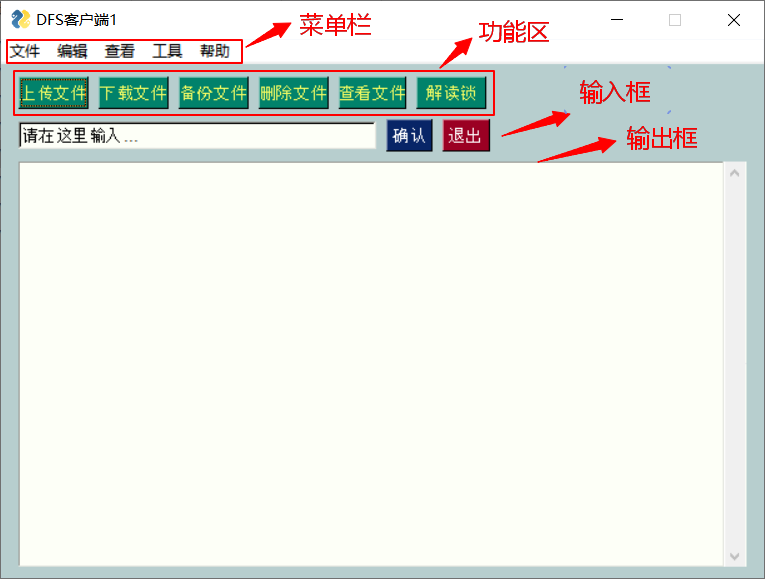 DFS客户端1
文件 编辑 查看 工具 帮助
菜单栏
功能区
上传文件 下载文件 备份文件 删除文件 查看文件 解读锁
输入框
请在这里输入...
确认 退出
输出框